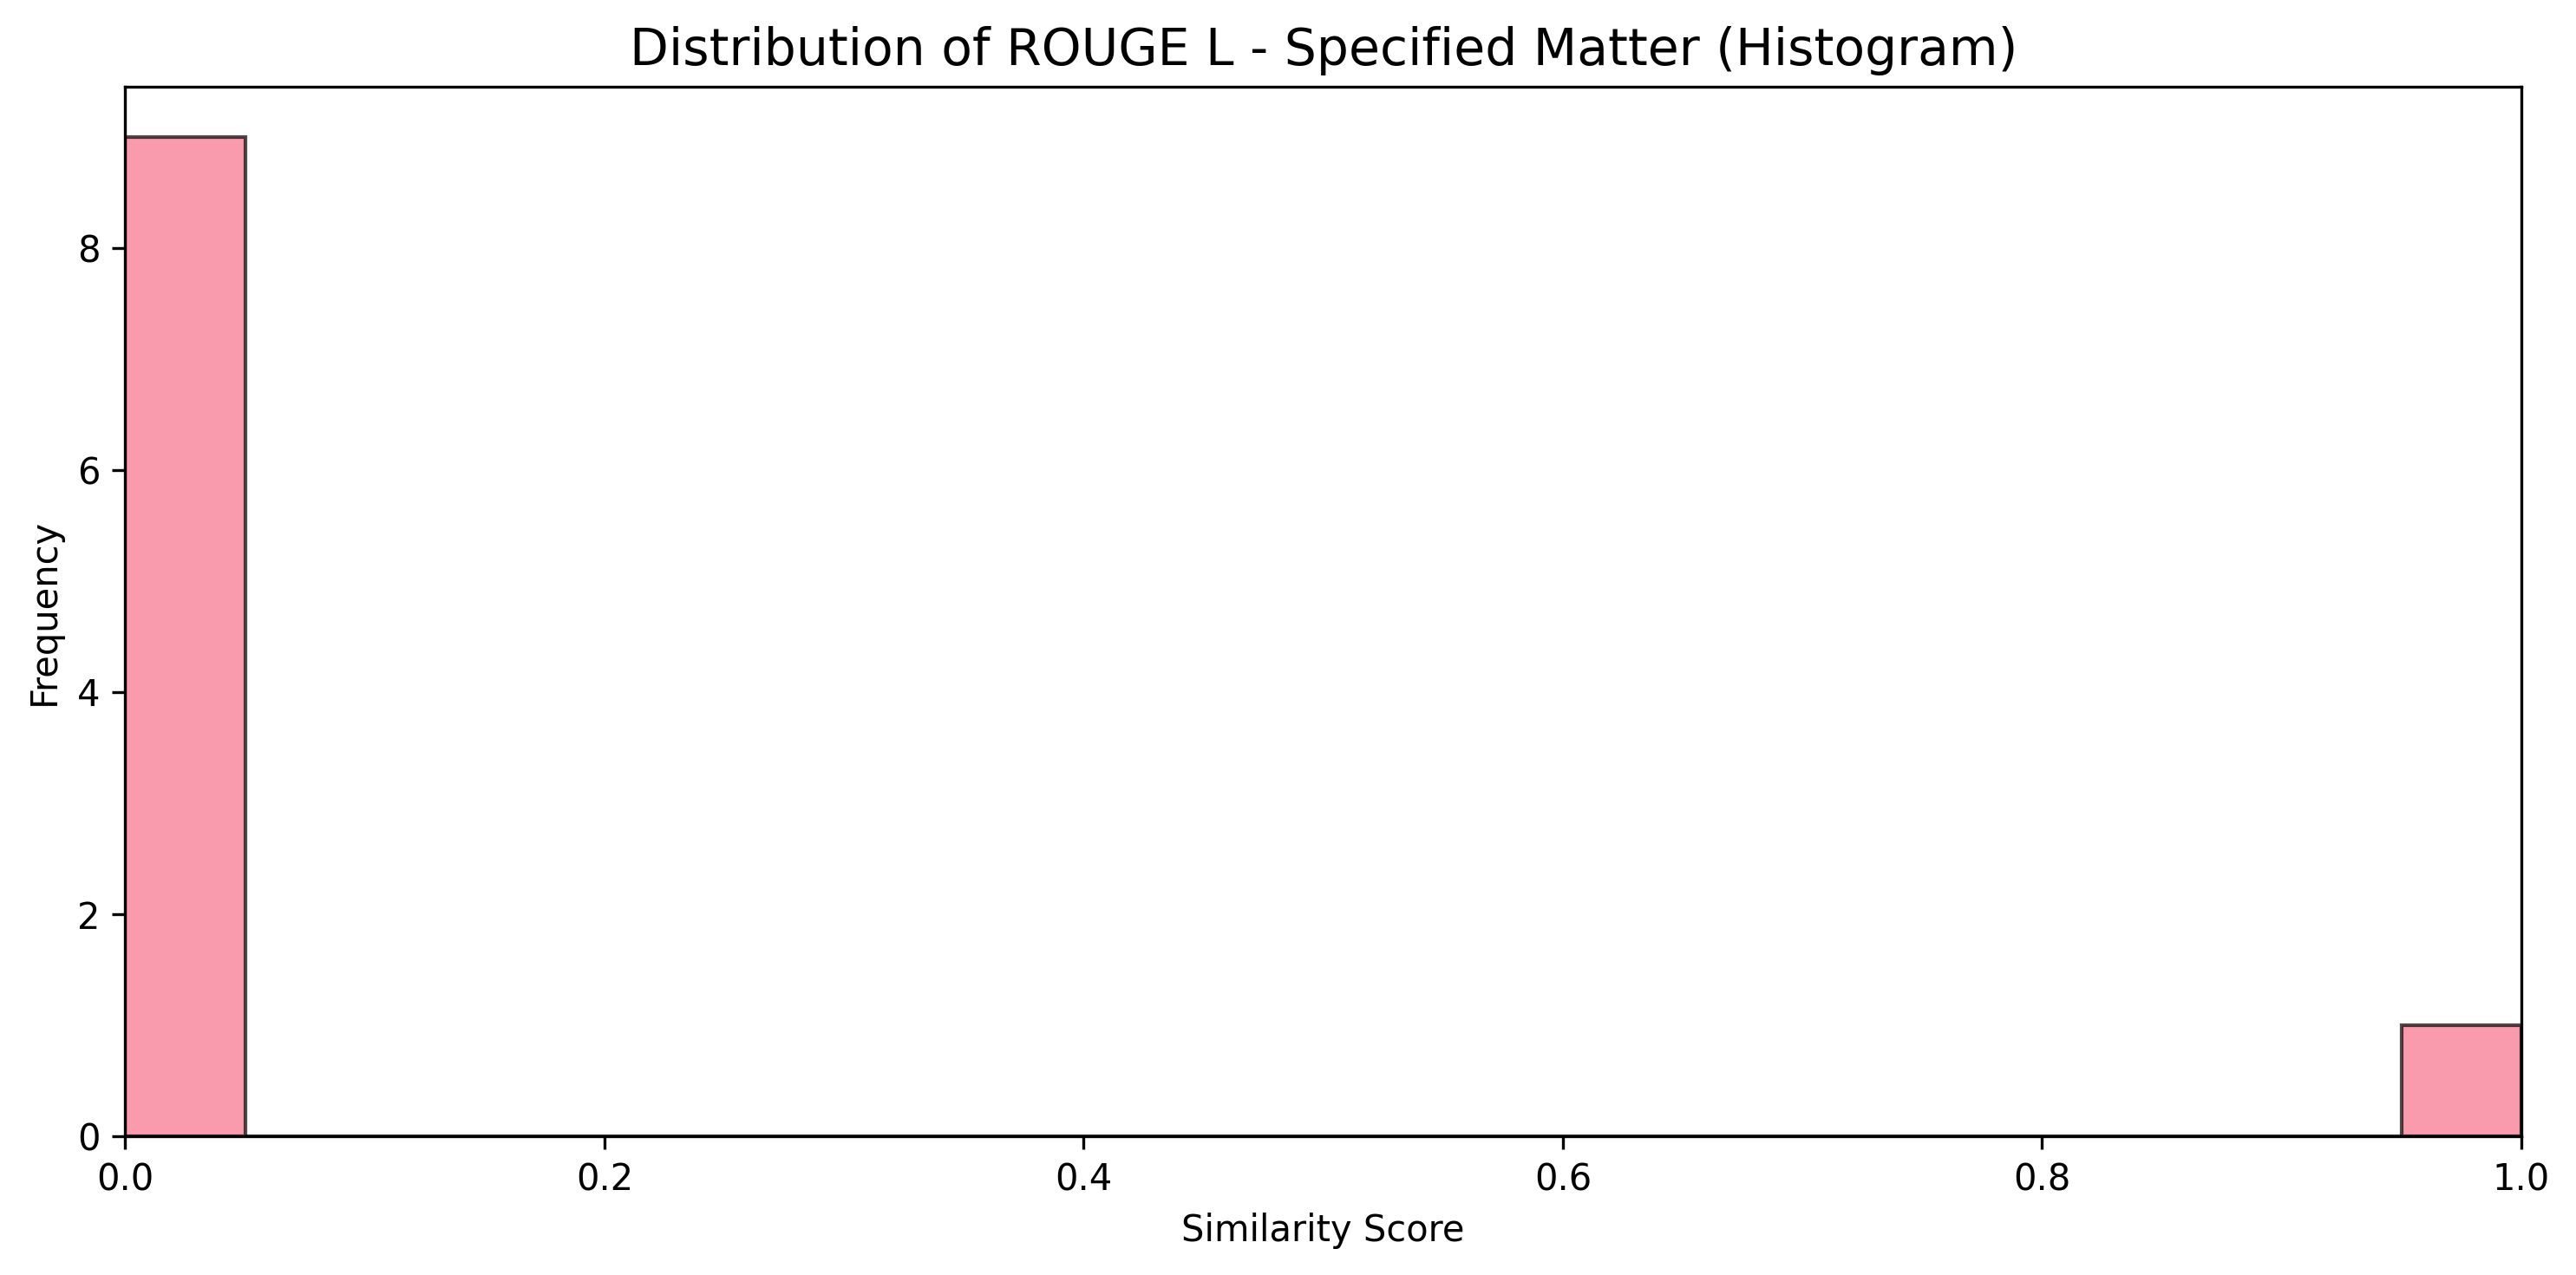 Distribution of ROUGE L - Specified Matter (Histogram)
Frequency
8
6
4
2
0
0.0 0.2 0.4 0.6 0.8 1.0
Similarity Score